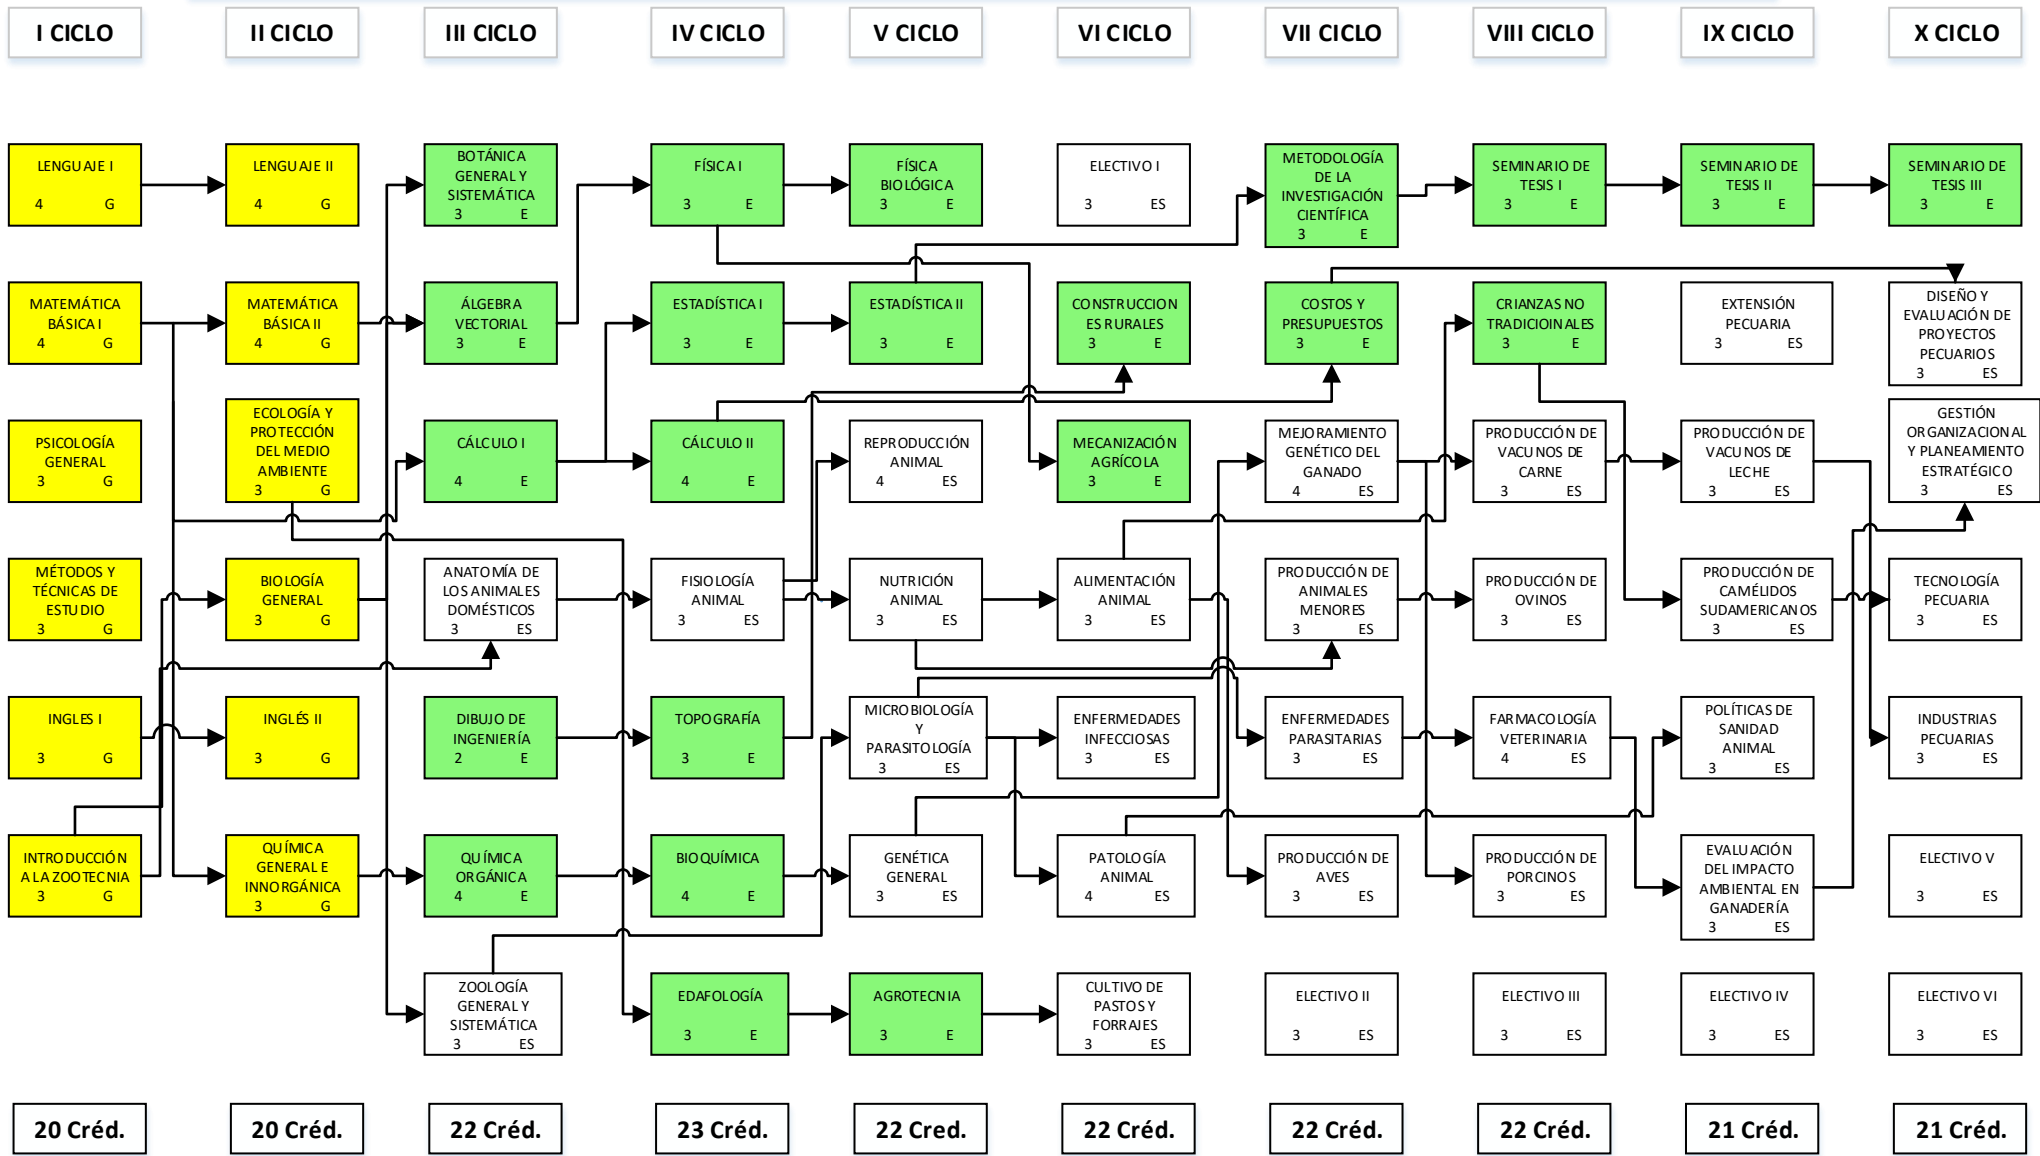 I CICLO
II CICLO
III CICLO
IV CICLO
V CICLO
VI CICLO
VII CICLO
VIII CICLO
IX CICLO
X CICLO
LENGUAJE I
4 G
LENGUAJE II
4 G
BOTÁNICA
GENERAL Y
SISTEMÁTICA
3 E
FÍSICA I
3 E
FÍSICA
BIOLÓGICA
3 E
ELECTIVO I
3 ES
METODOLOGÍA
DE LA
INVESTIGACIÓN
CIENTÍFICA
3 E
SEMINARIO DE
TESIS I
3 E
SEMINARIO DE
TESIS II
3 E
SEMINARIO DE
TESIS III
3 E
MATEMÁTICA
BÁSICA I
4 G
MATEMÁTICA
BÁSICA II
4 G
ÁLGEBRA
VECTORIAL
3 E
ESTADÍSTICA I
3 E
ESTADÍSTICA II
3 E
CONSTRUCCION
ES RURALES
3 E
COSTOS Y
PRESUPUESTOS
3 E
CRIANZAS NO
TRADICIOINALES
3 E
EXTENSIÓN
PECUARIA
3 ES
DISEÑO Y
EVALUACIÓN DE
PROYECTOS
PECUARIOS
3 ES
PSICOLOGÍA
GENERAL
3 G
ECOLOGÍA Y
PROTECCIÓN
DEL MEDIO
AMBIENTE
3 G
CÁLCULO I
4 E
CÁLCULO II
4 E
REPRODUCCIÓN
ANIMAL
4 ES
MECANIZACIÓN
AGRÍCOLA
3 E
MEJORAMIENTO
GENÉTICO DEL
GANADO
4 ES
PRODUCCIÓN DE
VACUNOS DE
CARNE
3 ES
PRODUCCIÓN DE
VACUNOS DE
LECHE
3 ES
GESTIÓN
ORGANIZACIONAL
Y PLANEAMIENTO
ESTRATÉGICO
3 ES
MÉTODOS Y
TÉCNICAS DE
ESTUDIO
3 G
BIOLOGÍA
GENERAL
3 G
ANATOMÍA DE
LOS ANIMALES
DOMÉSTICOS
3 ES
FISIOLOGÍA
ANIMAL
3 ES
NUTRICIÓN
ANIMAL
3 ES
ALIMENTACIÓN
ANIMAL
3 ES
PRODUCCIÓN DE
ANIMALES
MENORES
3 ES
PRODUCCIÓN DE
OVINOS
3 ES
PRODUCCIÓN DE
CAMÉLIDOS
SUDAMERICANOS
3 ES
TECNOLOGÍA
PECUARIA
3 ES
INGLES I
3 G
INGLÉS II
3 G
DIBUJO DE
INGENIERÍA
2 E
TOPOGRAFÍA
3 E
MICROBIOLOGÍA
Y
PARASITOLOGÍA
3 ES
ENFERMEDADES
INFECCIOSAS
3 ES
ENFERMEDADES
PARASITARIAS
3 ES
FARMACOLOGÍA
VETERINARIA
4 ES
POLÍTICAS DE
SANIDAD
ANIMAL
3 ES
INDUSTRIAS
PECUARIAS
3 ES
INTRODUCCIÓN
A LA ZOOTECNIA
3 G
QUÍMICA
GENERAL E
INNORGÁNICA
3 G
QUÍMICA
ORGÁNICA
4 E
BIOQUÍMICA
4 E
GENÉTICA
GENERAL
3 ES
PATOLOGÍA
ANIMAL
4 ES
PRODUCCIÓN DE
AVES
3 ES
PRODUCCIÓN DE
PORCINOS
3 ES
EVALUACIÓN
DEL IMPACTO
AMBIENTAL EN
GANADERÍA
3 ES
ELECTIVO V
3 ES
ZOOLOGÍA
GENERAL Y
SISTEMÁTICA
3 ES
EDAFOLOGÍA
3 E
AGROTECNIA
3 E
CULTIVO DE
PASTOS Y
FORRAJES
3 ES
ELECTIVO II
3 ES
ELECTIVO III
3 ES
ELECTIVO IV
3 ES
ELECTIVO VI
3 ES
20 Créd.
20 Créd.
22 Créd.
23 Créd.
22 Cred.
22 Créd.
22 Créd.
22 Créd.
21 Créd.
21 Créd.